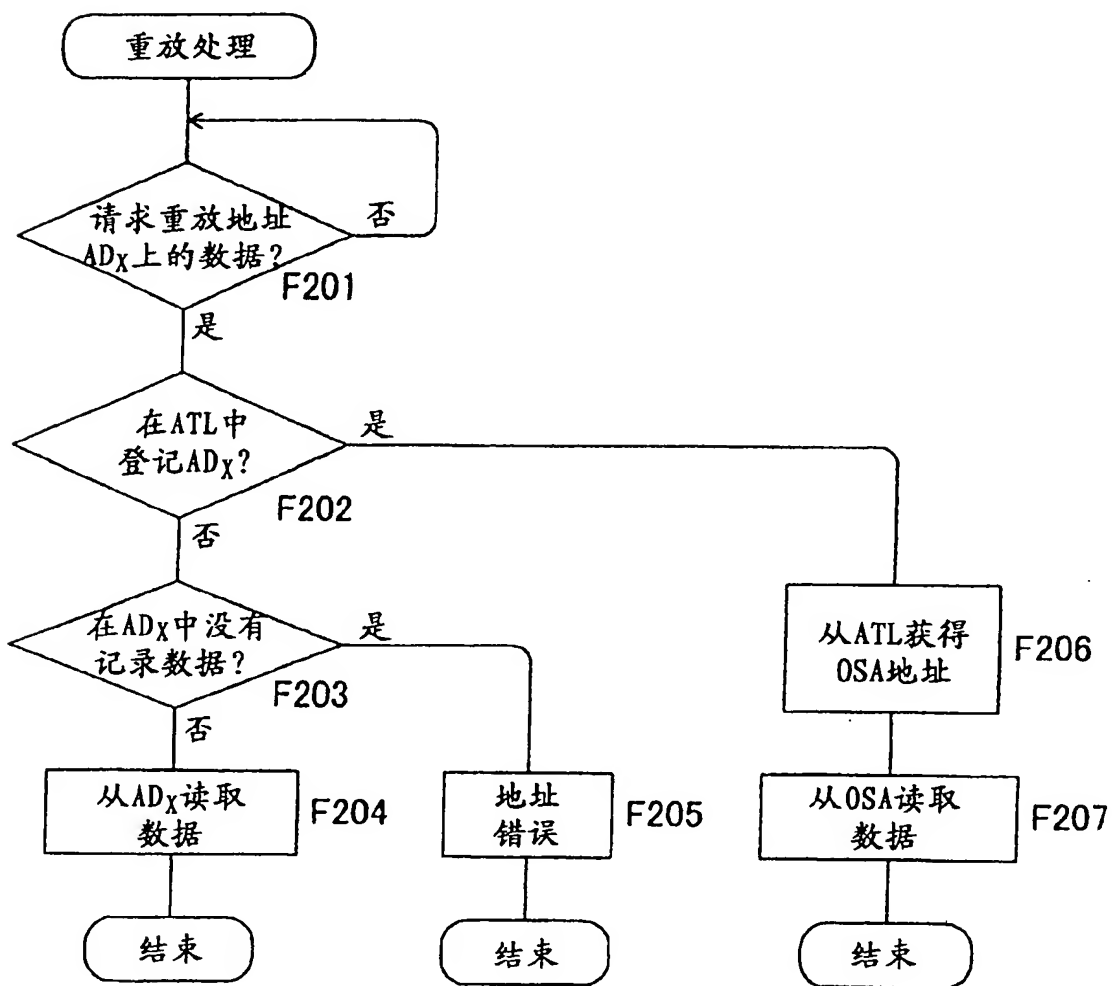 重放处理
请求重放地址
ADX上的数据?
否
F201
是
在ATL中
登记ADX?
是
F202
否
在ADX中没有
记录数据?
是
F203
否
从ATL获得
OSA地址
F206
从ADX读取
数据
F204
地址
错误
F205
从OSA读取
数据
F207
结束
结束
结束